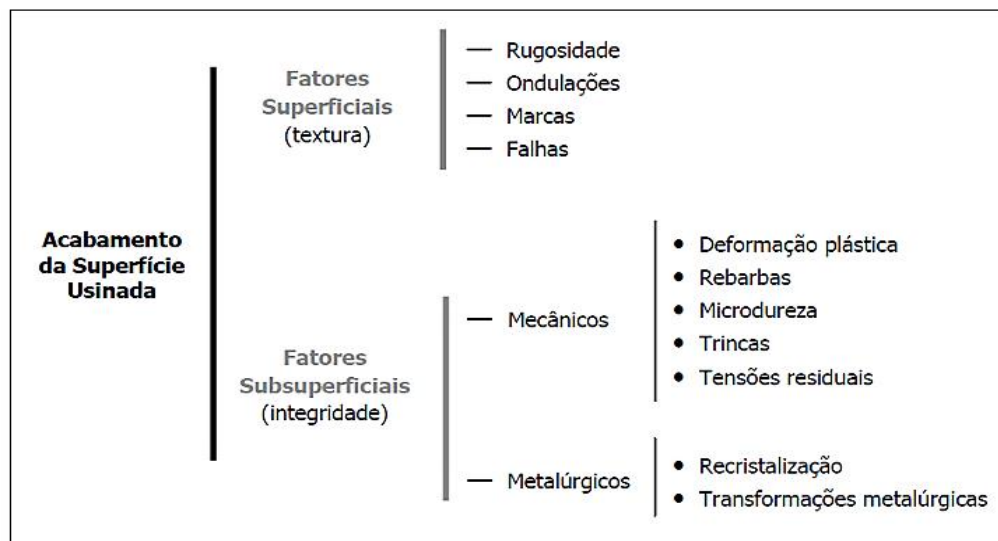 Acabamento
da Superfície
Usinada
Fatores
Superficiais
(textura)
— Rugosidade
— Ondulações
— Marcas
— Falhas
Fatores
Subsuperficiais
(integridade)
— Mecânicos
• Deformação plástica
• Rebarbas
• Microdureza
• Trincas
• Tensões residuais
— Metalúrgicos
• Recristalização
• Transformações metalúrgicas